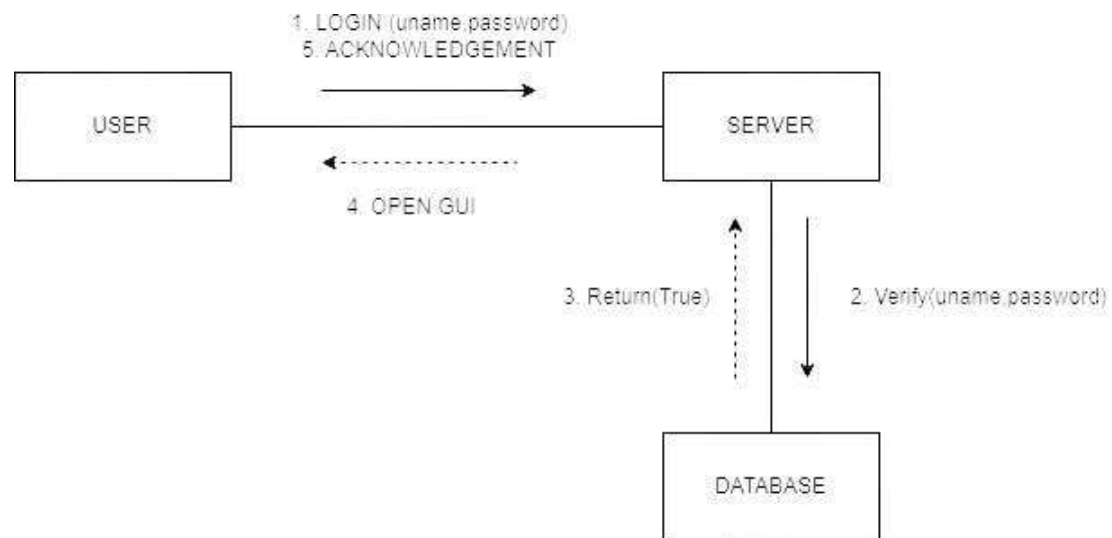 1. LOGIN (uname,password)
5. ACKNOWLEDGEMENT
USER
SERVER
4. OPEN GUI
3. Return(True)
2. Verify(uname,password)
DATABASE